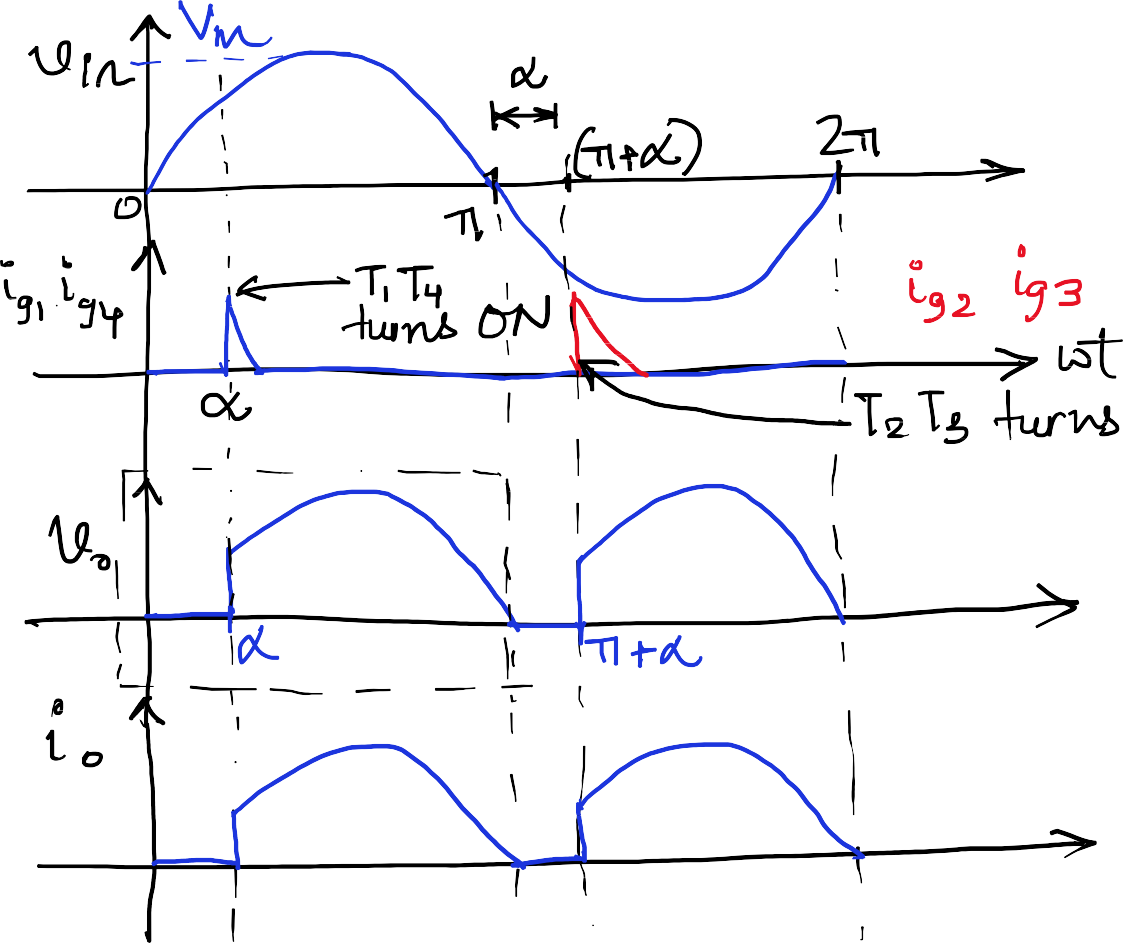 Vm
vin
α
(π+α)
2π
0
π
ig1 ig4
T1 T4
turns ON
ig2 ig3
ωt
α
T2 T3 turns
Vo
α
π+α
io